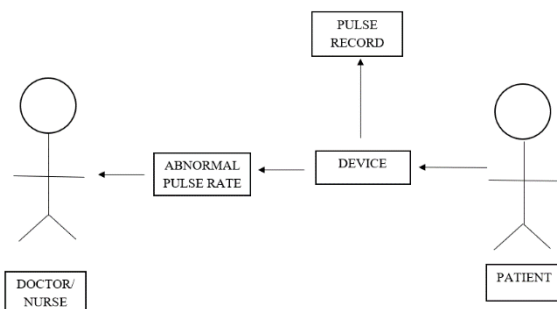 PULSE
RECORD
ABNORMAL
PULSE RATE
DEVICE
DOCTOR/
NURSE
PATIENT